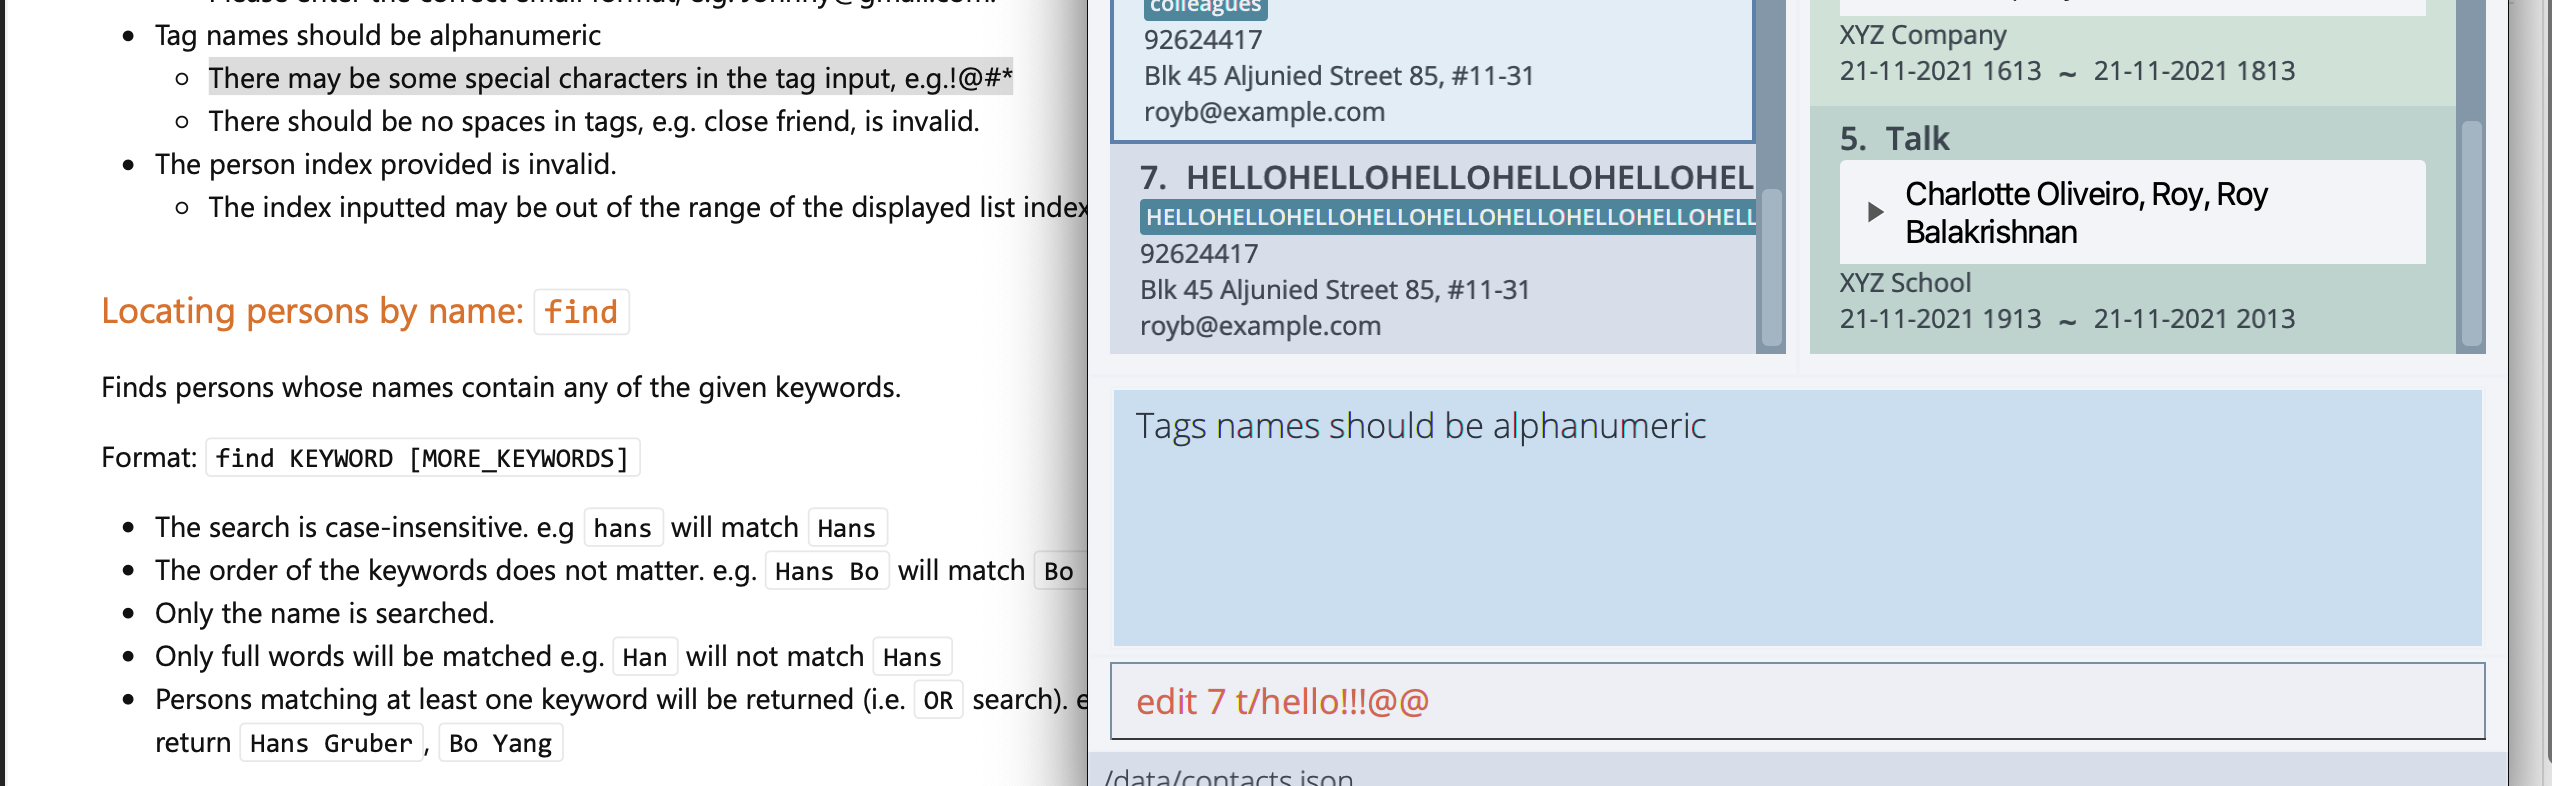 Tag names should be alphanumeric
There may be some special characters in the tag input, e.g.!@#*
There should be no spaces in tags, e.g. close friend, is invalid.
The person index provided is invalid.
The index inputted may be out of the range of the displayed list index
Locating persons by name: find
Finds persons whose names contain any of the given keywords.
Format: find KEYWORD [MORE_KEYWORDS]
The search is case-insensitive. e.g hans will match Hans
The order of the keywords does not matter. e.g. Hans Bo will match Bo
Only the name is searched.
Only full words will be matched e.g. Han will not match Hans
Persons matching at least one keyword will be returned (i.e. OR search). e
return Hans Gruber, Bo Yang
colleagues
92624417
Blk 45 Aljunied Street 85, #11-31
royb@example.com
7. HELLOHELLOHELLOHELLOHELLOHEL
HELLOHELLOHELLOHELLOHELLOHELLOHELLOHELLOHELL
92624417
Blk 45 Aljunied Street 85, #11-31
royb@example.com
XYZ Company
21-11-2021 1613 ~ 21-11-2021 1813
5. Talk
Charlotte Oliveiro, Roy, Roy
Balakrishnan
XYZ School
21-11-2021 1913 ~ 21-11-2021 2013
Tags names should be alphanumeric
edit 7 t/hello!!!@@
/data/contacts.json